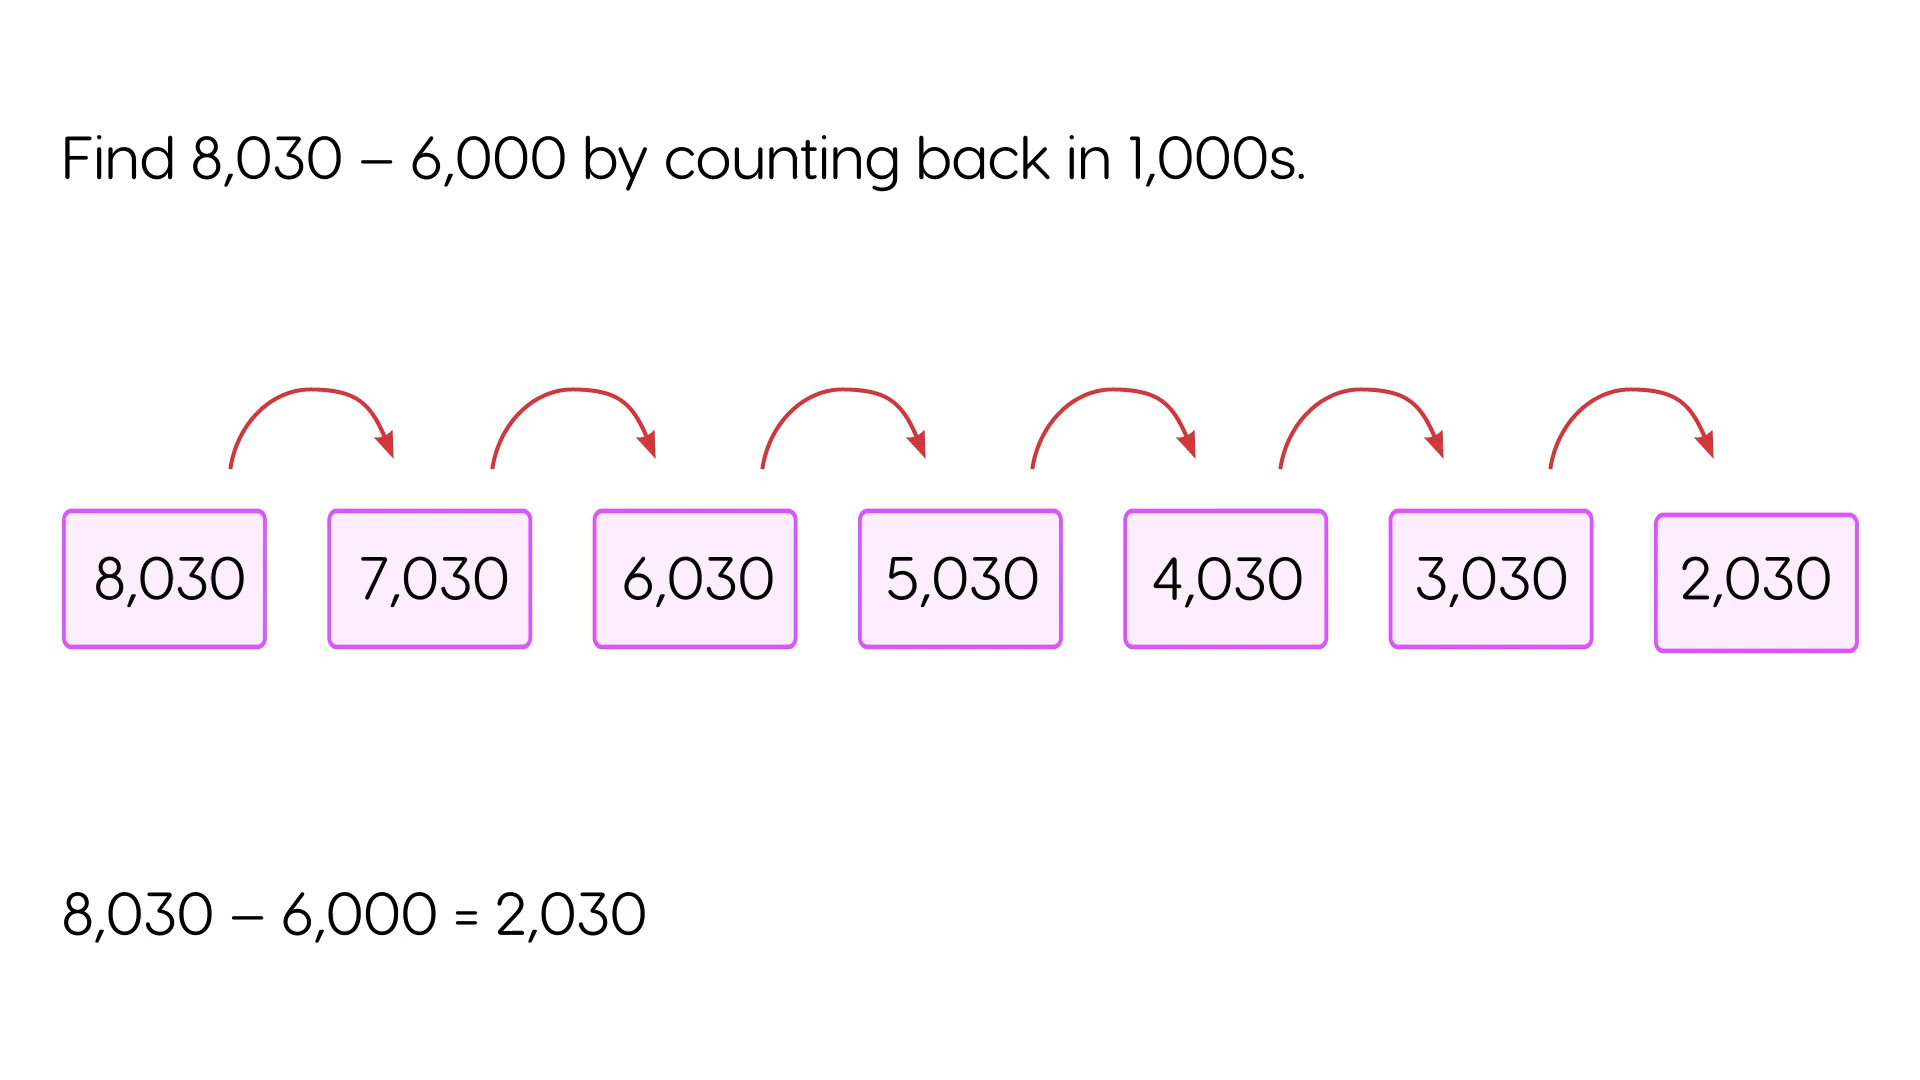 Find 8,030 – 6,000 by counting back in 1,000s.
8,030 7,030 6,030 5,030 4,030 3,030 2,030
8,030 – 6,000 = 2,030